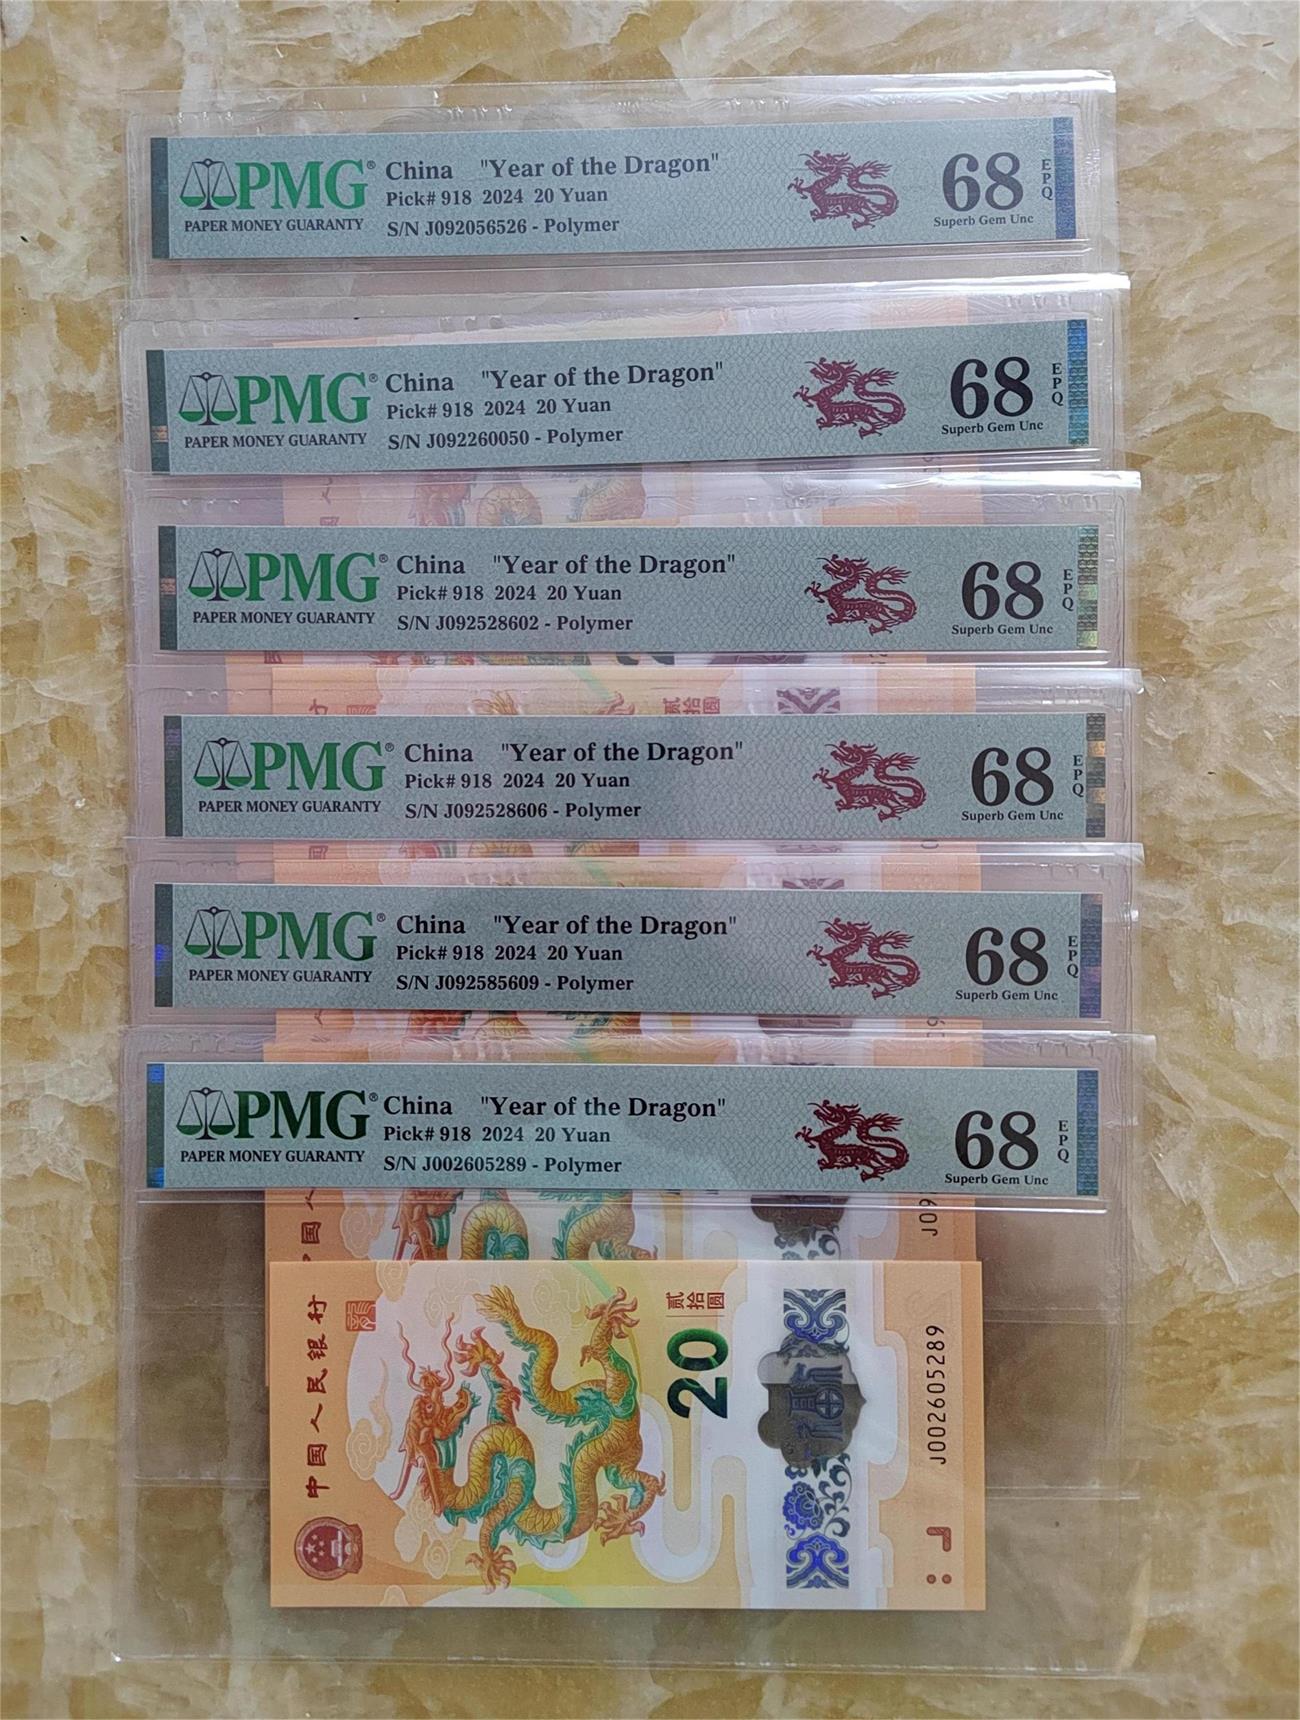 PMG® China "Year of the Dragon" 68 EPQ
Pick# 918 2024 20 Yuan
PAPER MONEY GUARANTY S/N J092056526 - Polymer Superb Gem Unc
PMG® China "Year of the Dragon" 68 EPQ
Pick# 918 2024 20 Yuan
PAPER MONEY GUARANTY S/N J092260050 - Polymer Superb Gem Unc
PMG® China "Year of the Dragon" 68 EPQ
Pick# 918 2024 20 Yuan
PAPER MONEY GUARANTY S/N J092528602 - Polymer Superb Gem Unc
贰拾圆
PMG® China "Year of the Dragon" 68 EPQ
Pick# 918 2024 20 Yuan
PAPER MONEY GUARANTY S/N J092528606 - Polymer Superb Gem Unc
PMG® China "Year of the Dragon" 68 EPQ
Pick# 918 2024 20 Yuan
PAPER MONEY GUARANTY S/N J092585609 - Polymer Superb Gem Unc
PMG® China "Year of the Dragon" 68 EPQ
Pick# 918 2024 20 Yuan
PAPER MONEY GUARANTY S/N J002605289 - Polymer Superb Gem Unc
J09
中国人民银行
贰拾圆
20
J002605289